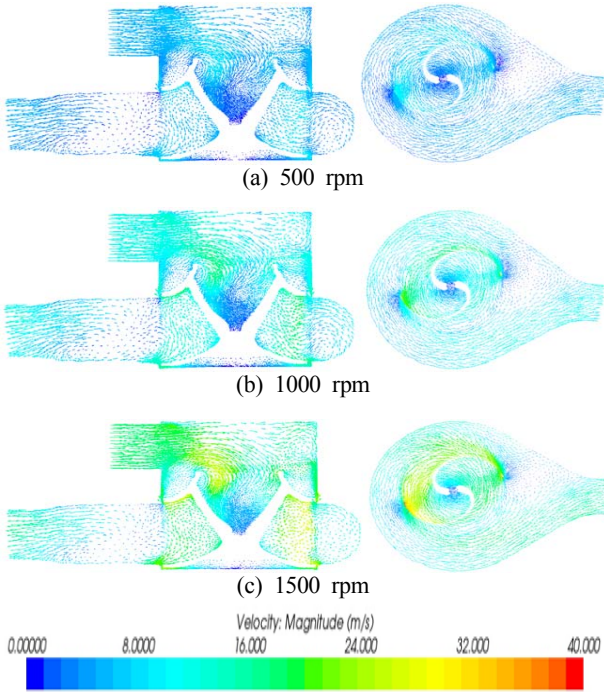 (a) 500 rpm
(b) 1000 rpm
(c) 1500 rpm
Velocity: Magnitude (m/s)
0.00000 8.0000 16.000 24.000 32.000 40.000